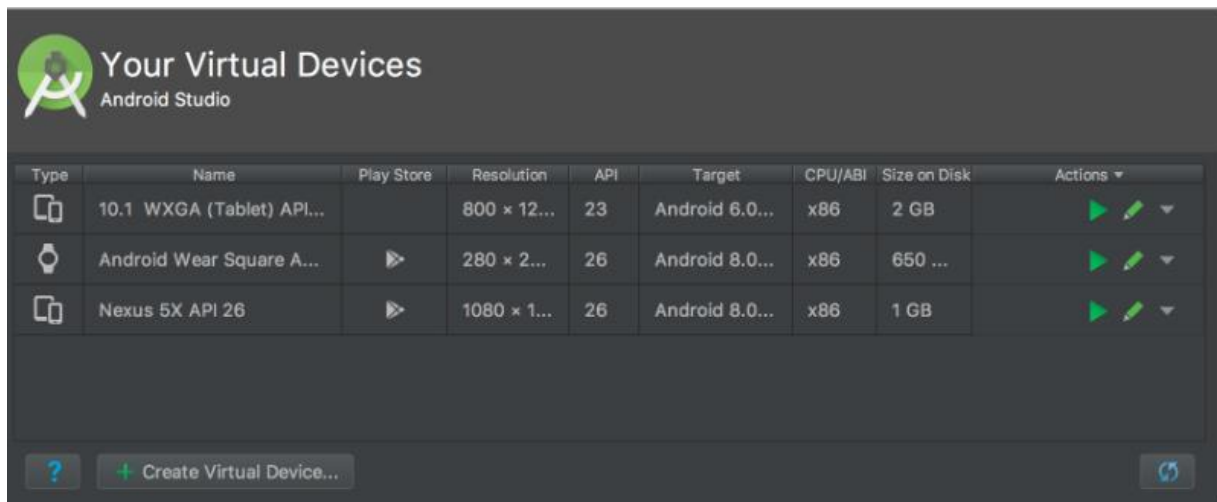 Your Virtual Devices
Android Studio
Type Name Play Store Resolution API Target CPU/ABI Size on Disk Actions
10.1 WXGA (Tablet) API... 800 × 12... 23 Android 6.0... x86 2 GB
Android Wear Square A... 280 × 2... 26 Android 8.0... x86 650 ...
Nexus 5X API 26 1080 × 1... 26 Android 8.0... x86 1 GB
? + Create Virtual Device...